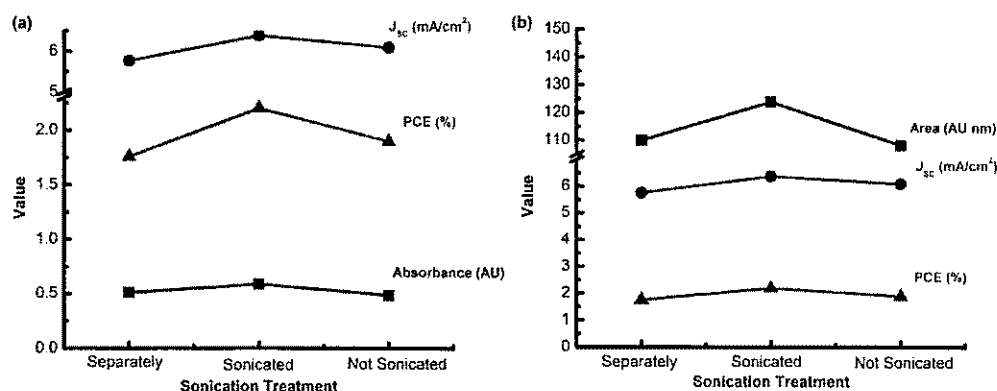 (a)
J_sc (mA/cm²)
6
5
PCE (%)
2.0
1.5
Value
1.0
Absorbance (AU)
0.5
0.0
Separately Sonicated Not Sonicated
Sonication Treatment
(b)
150
140
130
120
110
Area (AU nm)
J_sc (mA/cm²)
6
5
Value
4
3
PCE (%)
2
1
0
Separately Sonicated Not Sonicated
Sonication Treatment